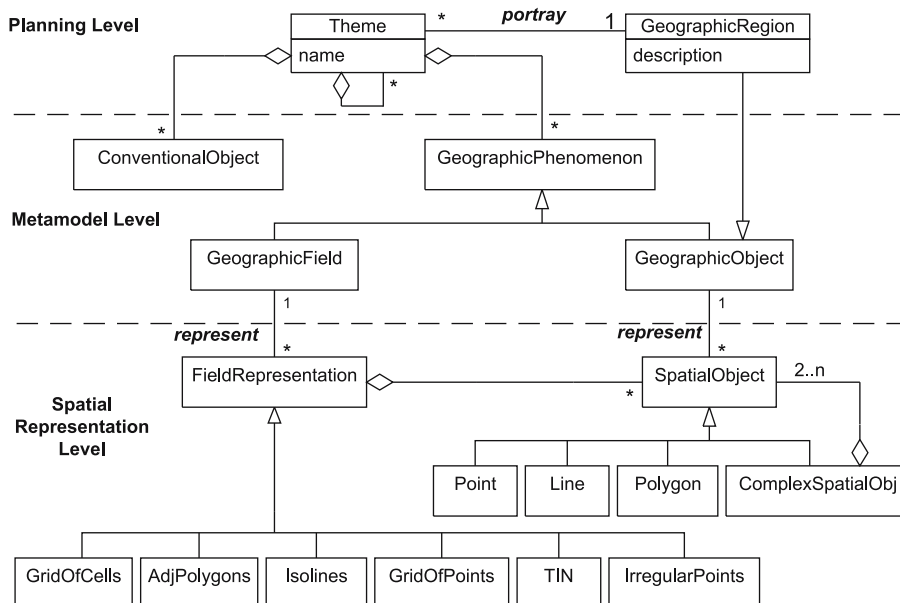 Planning Level
Theme
name
*
portray
1
GeographicRegion
description
*
*
*
ConventionalObject
GeographicPhenomenon
Metamodel Level
GeographicField
GeographicObject
1
1
represent
represent
*
*
FieldRepresentation
SpatialObject
*
2..n
Spatial
Representation
Level
Point
Line
Polygon
ComplexSpatialObj
GridOfCells
AdjPolygons
Isolines
GridOfPoints
TIN
IrregularPoints